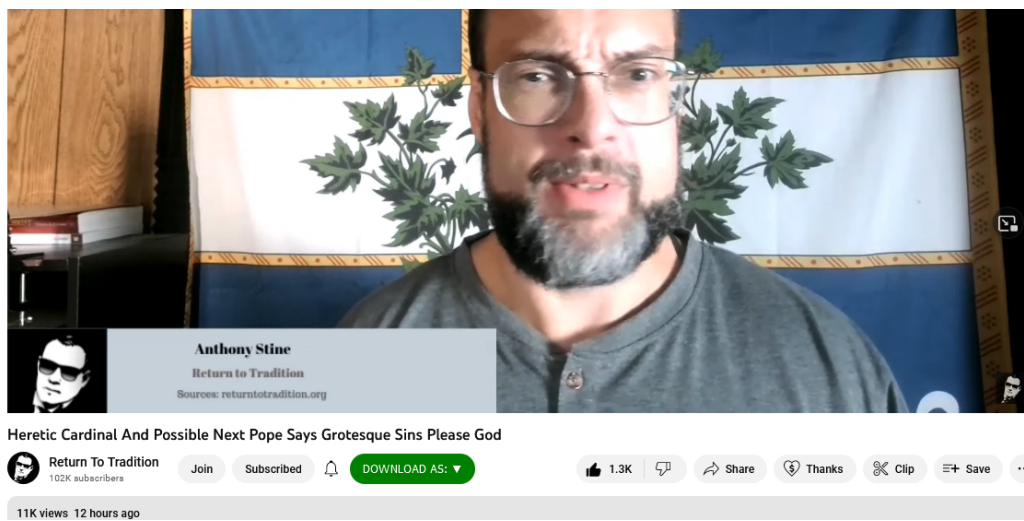 Anthony Stine
Return to Tradition
Sources: returntotradition.org
Heretic Cardinal And Possible Next Pope Says Grotesque Sins Please God
Return To Tradition
102K subscribers
Join
Subscribed
DOWNLOAD AS: ▼
1.3K
Share
Thanks
Clip
Save
11K views 12 hours ago